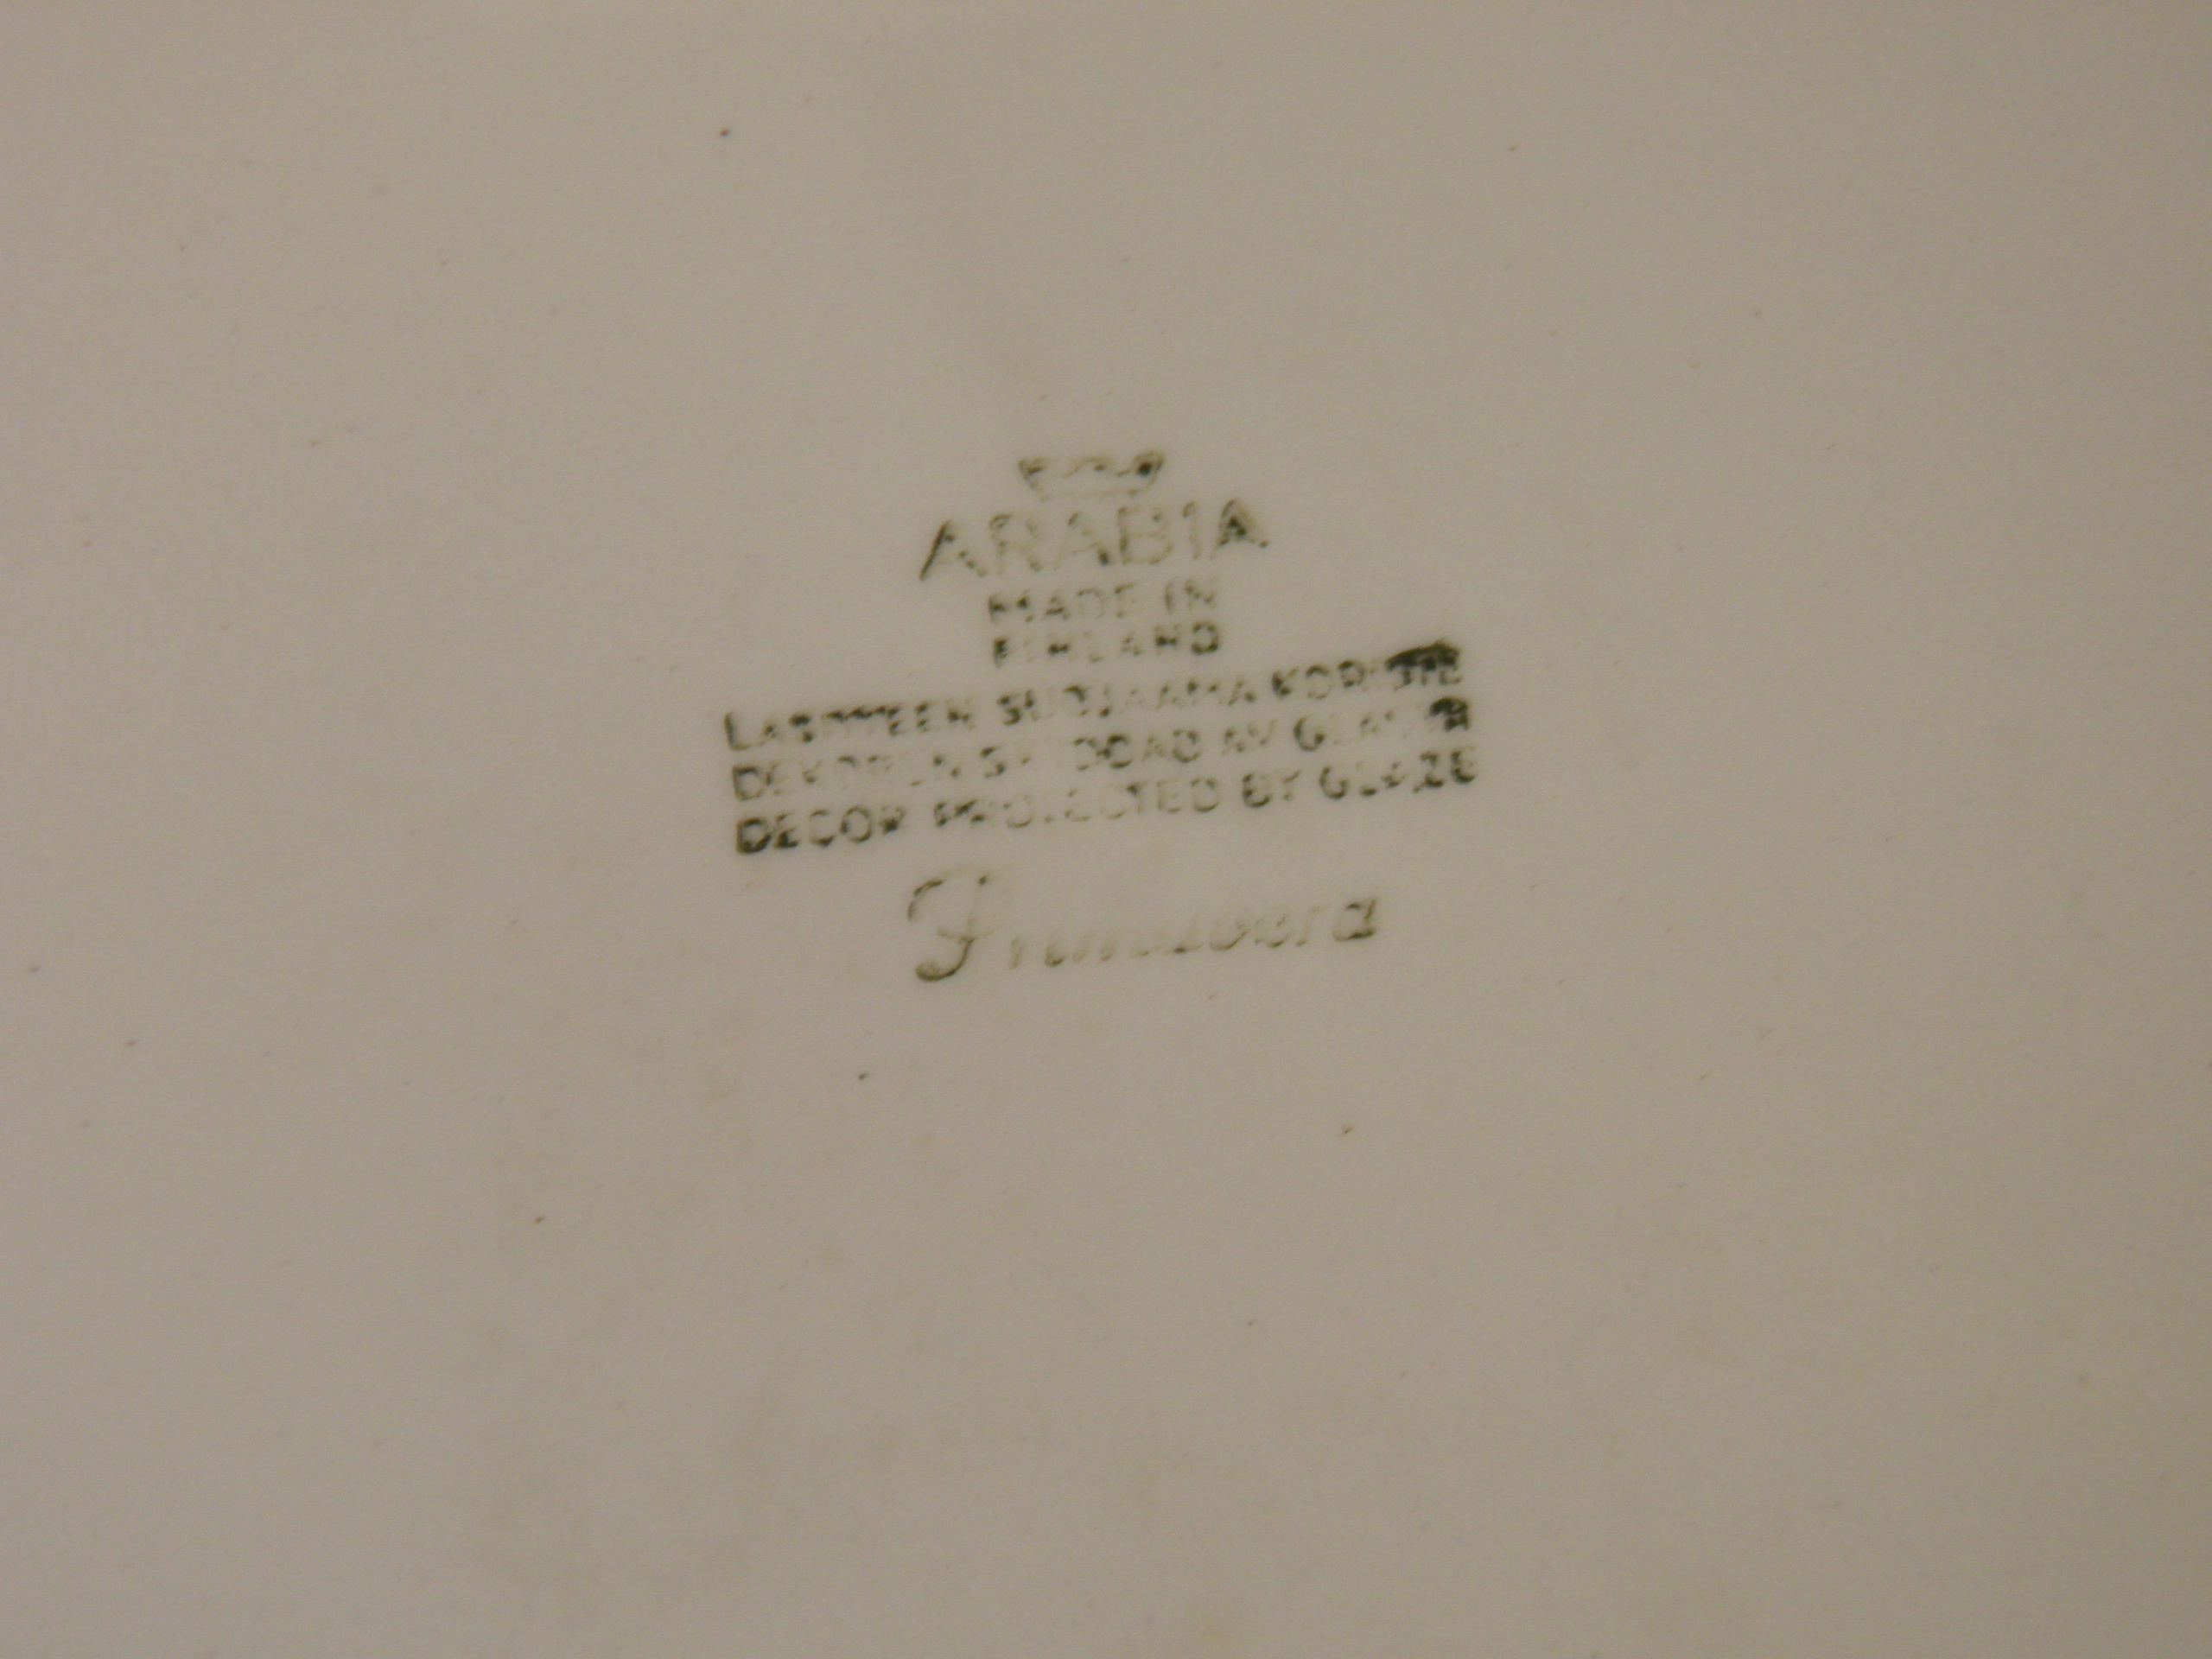 ARABIA
MADE IN
FINLAND
LASITTEEN SUOJAAMA KORISTE
DEKOREN SKYDDAD AV GLASYR
DECOR PROTECTED BY GLAZE
Primavera